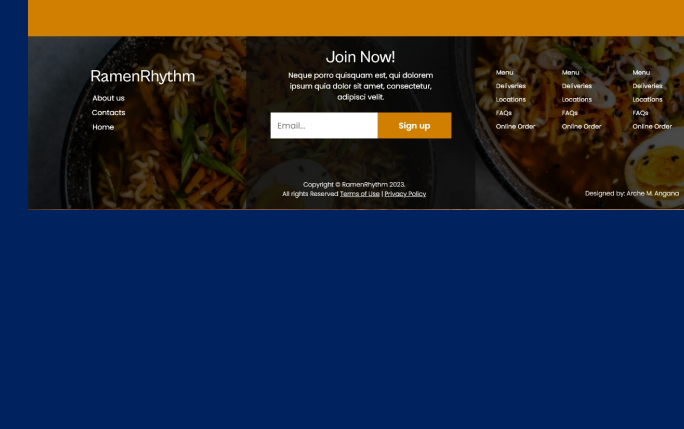 RamenRhythm
About us
Contacts
Home
Join Now!
Neque porro quisquam est, qui dolorem
ipsum quia dolor sit amet, consectetur,
adipisci velit.
Email...
Sign up
Menu
Deliveries
Locations
FAQs
Online Order
Menu
Deliveries
Locations
FAQs
Online Order
Menu
Deliveries
Locations
FAQs
Online Order
Copyright © RamenRhythm 2023.
All rights Reserved Terms of Use | Privacy Policy
Designed by: Arche M. Angana